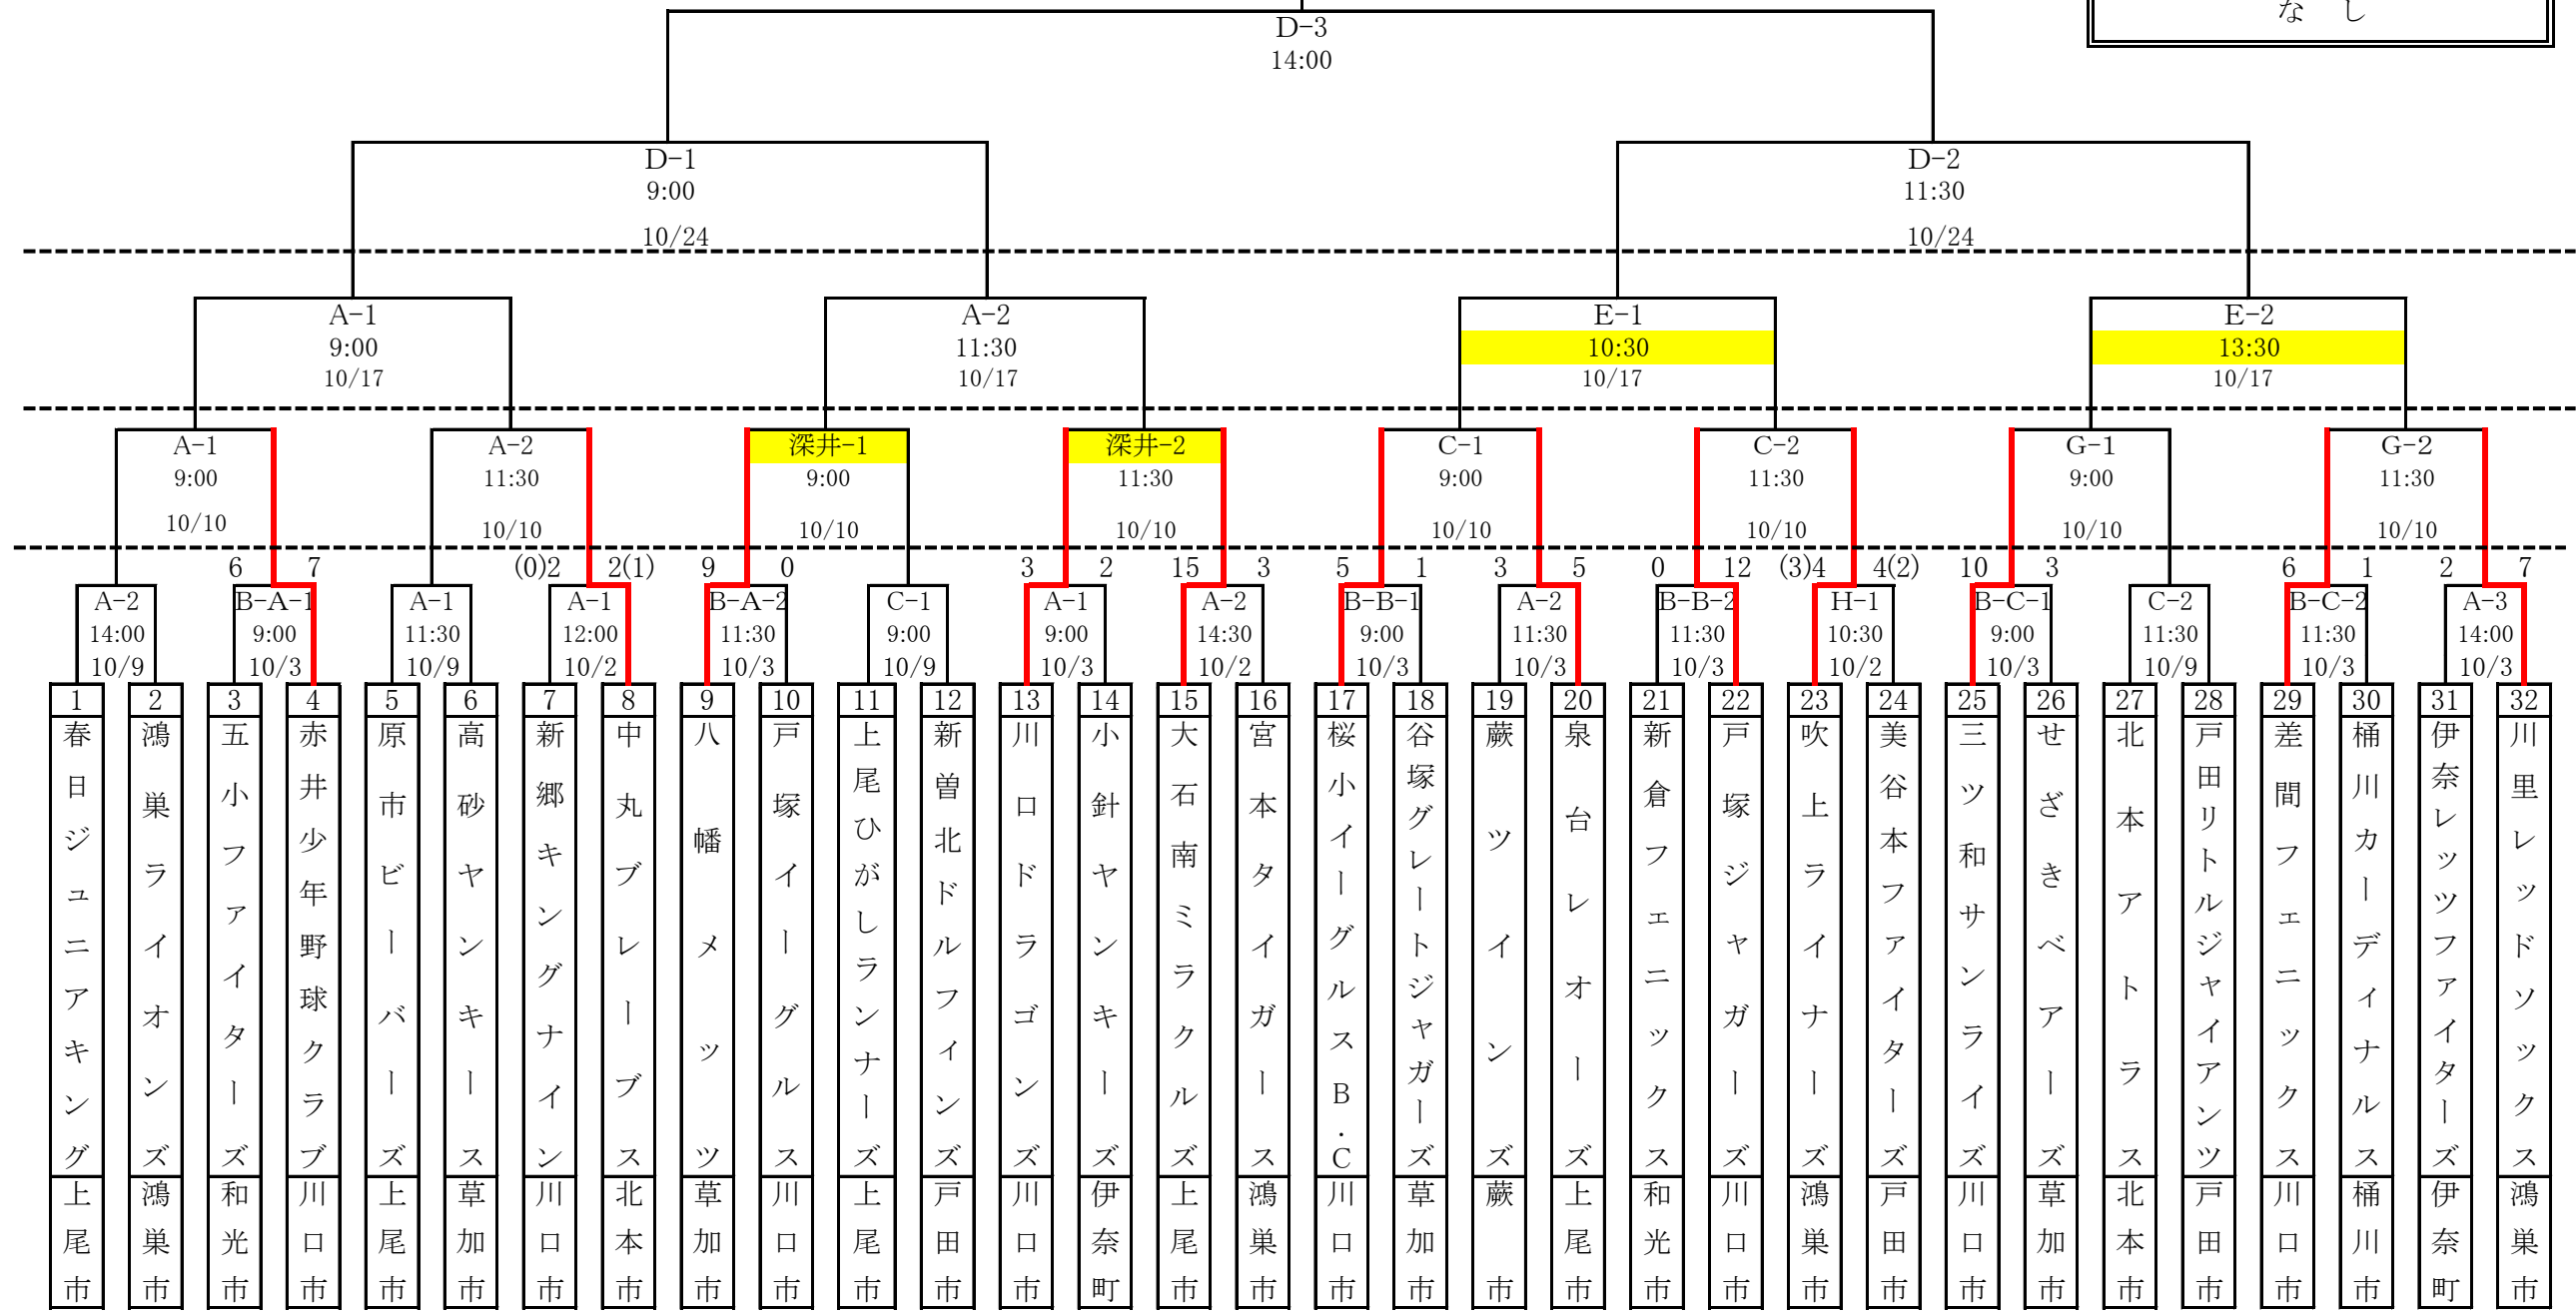 なし
D-3
14:00
D-1
9:00
10/24
D-2
11:30
10/24
A-1
9:00
10/17
A-2
11:30
10/17
E-1
10:30
10/17
E-2
13:30
10/17
A-1
9:00
10/10
A-2
11:30
10/10
深井-1
9:00
10/10
深井-2
11:30
10/10
C-1
9:00
10/10
C-2
11:30
10/10
G-1
9:00
10/10
G-2
11:30
10/10
6 7 (0)2 2(1) 9 0 3 2 15 3 5 1 3 5 0 12 (3)4 4(2) 10 3 6 1 2 7
A-2
14:00
10/9
B-A-1
9:00
10/3
A-1
11:30
10/9
A-1
12:00
10/2
B-A-2
11:30
10/3
C-1
9:00
10/9
A-1
9:00
10/3
A-2
14:30
10/2
B-B-1
9:00
10/3
A-2
11:30
10/3
B-B-2
11:30
10/3
H-1
10:30
10/2
B-C-1
9:00
10/3
C-2
11:30
10/9
B-C-2
11:30
10/3
A-3
14:00
10/3
1
春日ジュニアキング
上尾市
2
鴻巣ライオンズ
鴻巣市
3
五小ファイターズ
和光市
4
赤井少年野球クラブ
川口市
5
原市ビーバーズ
上尾市
6
高砂ヤンキース
草加市
7
新郷キングナイン
川口市
8
中丸ブレーブス
北本市
9
八幡メッツ
草加市
10
戸塚イーグルス
川口市
11
上尾ひがしランナーズ
上尾市
12
新曽北ドルフィンズ
戸田市
13
川口ドラゴンズ
川口市
14
小針ヤンキーズ
伊奈町
15
大石南ミラクルズ
上尾市
16
宮本タイガース
鴻巣市
17
桜小イーグルスB.C
川口市
18
谷塚グレートジャガーズ
草加市
19
蕨ツインズ
蕨市
20
泉台レオーズ
上尾市
21
新倉フェニックス
和光市
22
戸塚ジャガーズ
川口市
23
吹上ライナーズ
鴻巣市
24
美谷本ファイターズ
戸田市
25
三ツ和サンライズ
川口市
26
せざきベアーズ
草加市
27
北本アトラス
北本市
28
戸田リトルジャイアンツ
戸田市
29
差間フェニックス
川口市
30
桶川カーディナルス
桶川市
31
伊奈レッツファイターズ
伊奈町
32
川里レッドソックス
鴻巣市